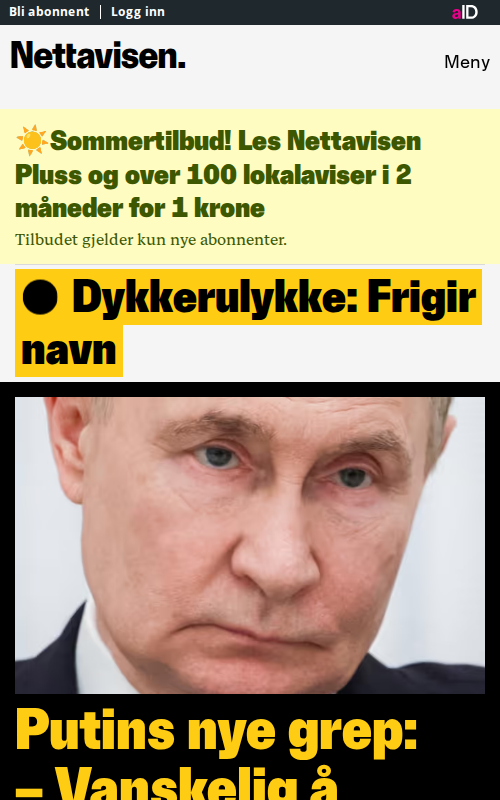 Bli abonnent | Logg inn
aID
Nettavisen.
Meny
☀️Sommertilbud! Les Nettavisen
Pluss og over 100 lokalaviser i 2
måneder for 1 krone
Tilbudet gjelder kun nye abonnenter.
● Dykkerulykke: Frigir
navn
Putins nye grep:
– Vanskelig å